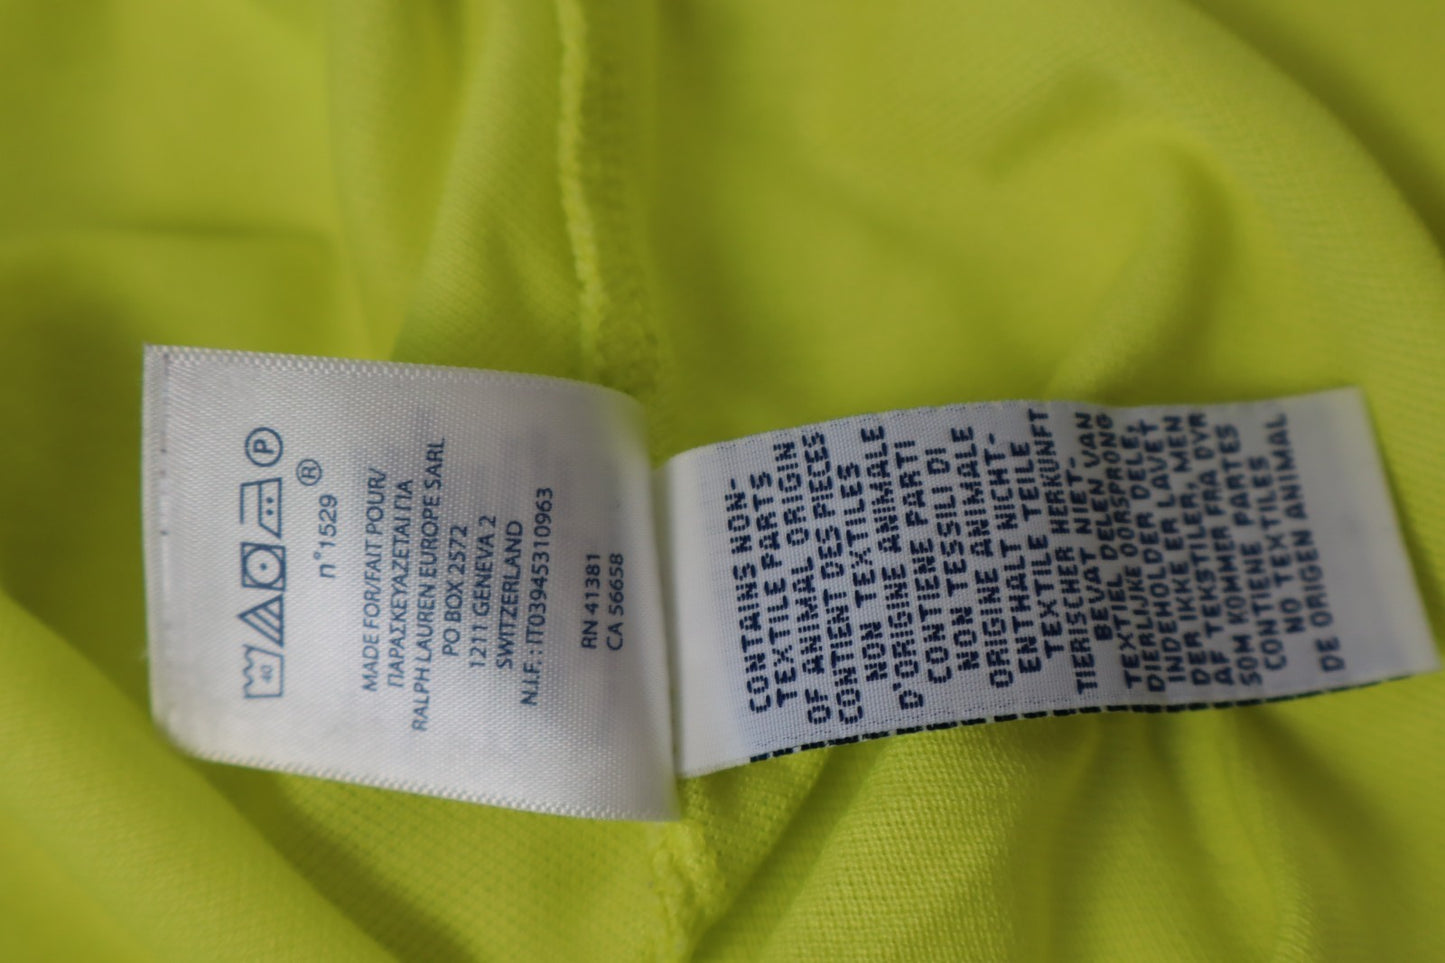 40
P
n°1529 ®
MADE FOR/FAIT POUR/
ΠΑΡΑΣΚΕΥΑΖΕΤΑΙ ΓΙΑ
RALPH LAUREN EUROPE SARL
PO BOX 2572
1211 GENEVA 2
SWITZERLAND
N.I.F. : IT03945310963
RN 41381
CA 56658
CONTAINS NON-
TEXTILE PARTS
OF ANIMAL ORIGIN
CONTIENT DES PIECES
NON TEXTILES
D'ORIGINE ANIMALE
CONTIENE PARTI
NON TESSILI DI
ORIGINE ANIMALE
ENTHALT NICHT-
TEXTILE TEILE
TIERISCHER HERKUNFT
BEVAT NIET-
TEXTIEL DELEN VAN
DIERLIJKE OORSPRONG
INDEHOLDER DELE,
DER IKKE ER LAVET
AF TEKSTILER, MEN
SOM KOMMER FRA DYR
CONTIENE PARTES
NO TEXTILES
DE ORIGEN ANIMAL